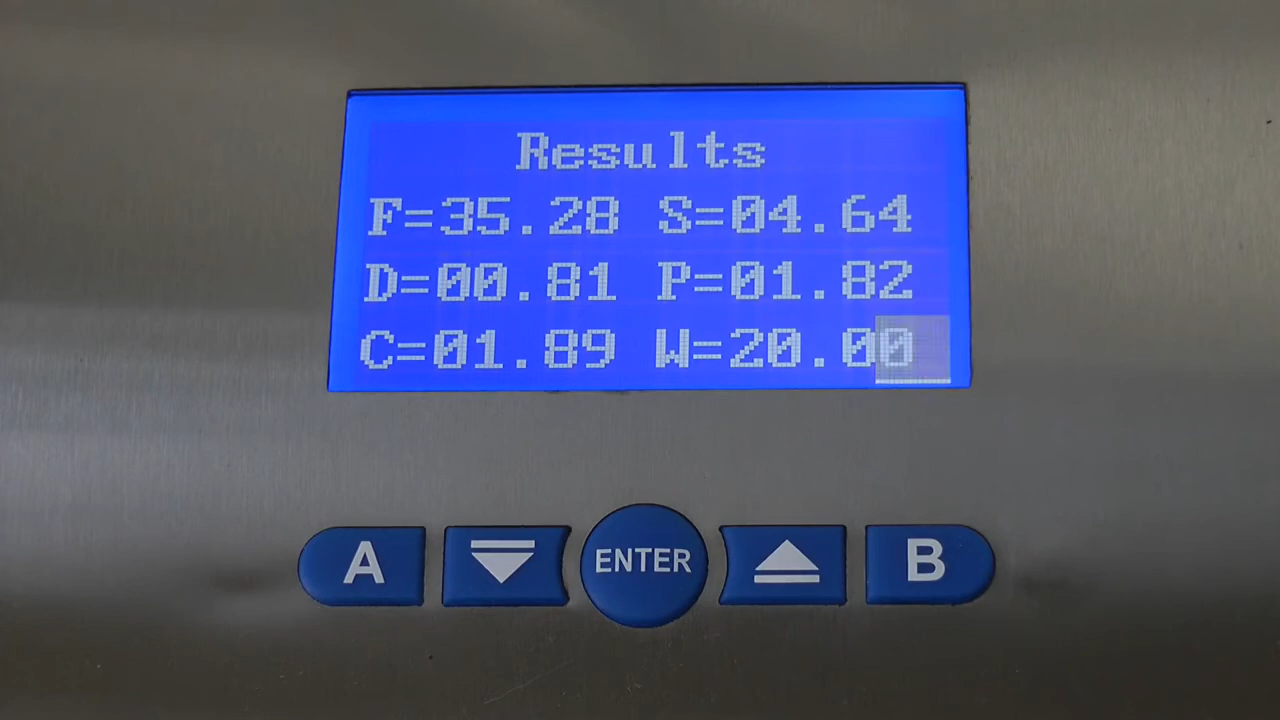 Results
F=35.28 S=04.64
D=00.81 P=01.82
C=01.89 W=20.00
A ENTER B